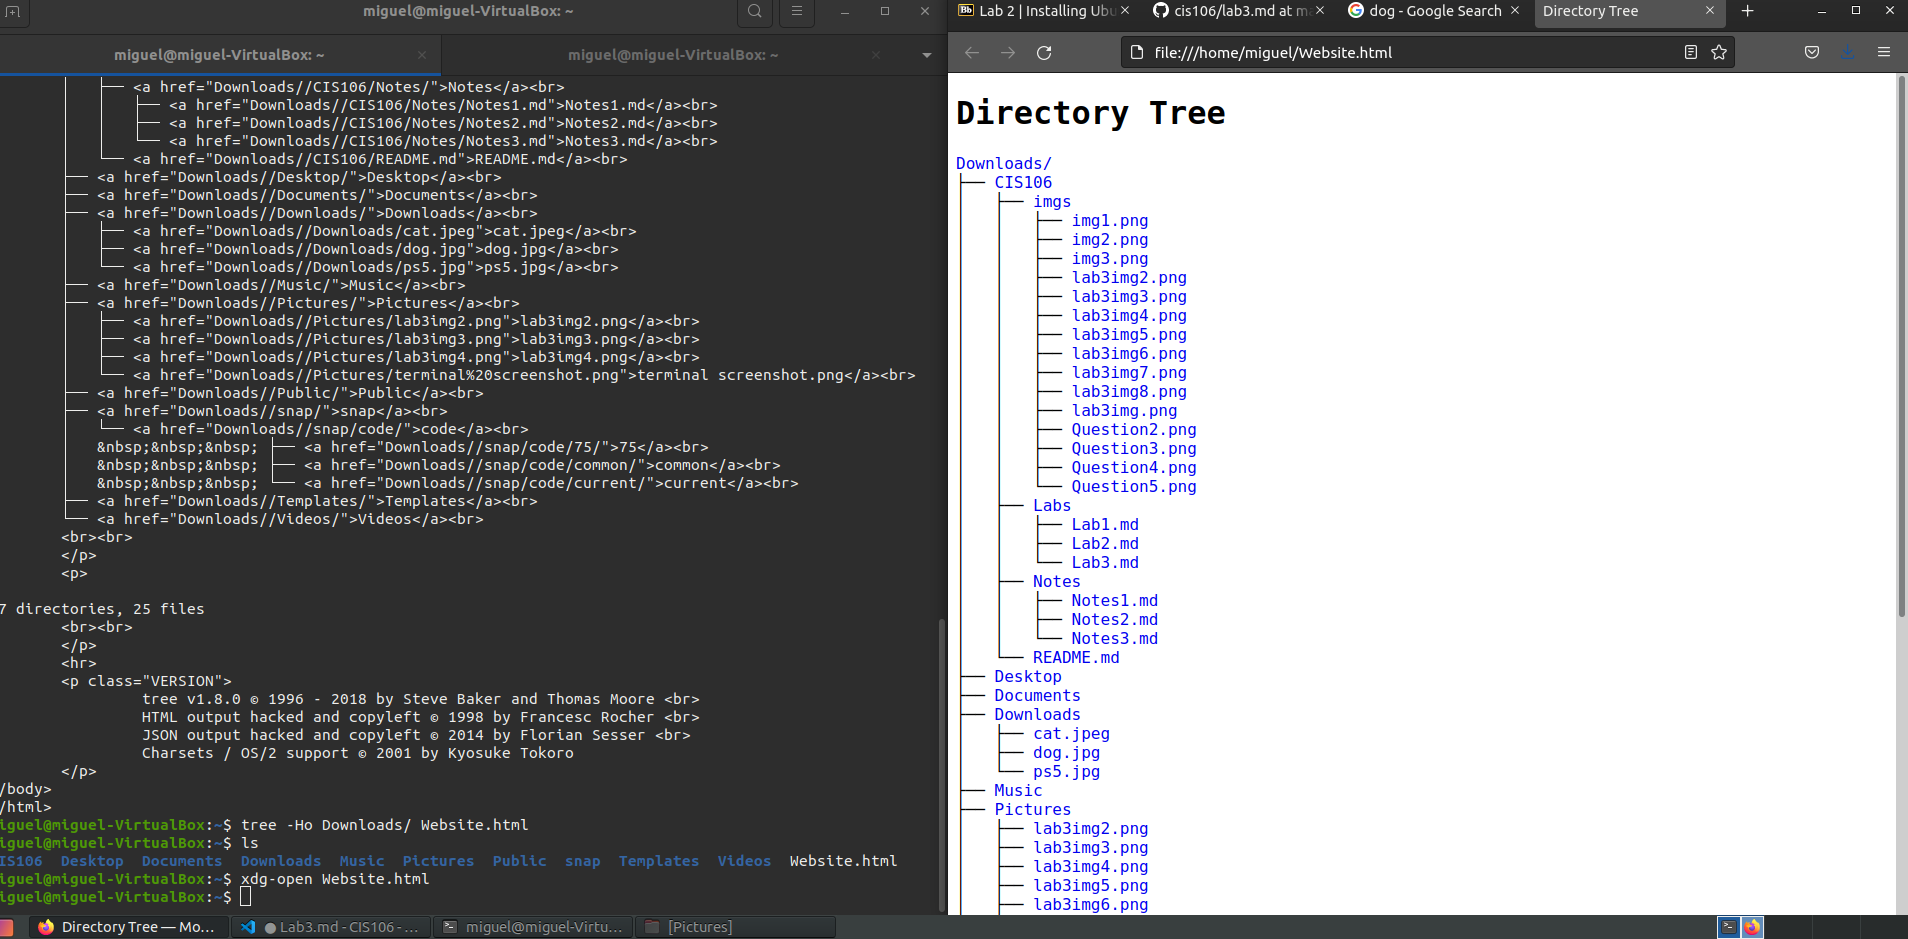 miguel@miguel-VirtualBox: ~
miguel@miguel-VirtualBox: ~
miguel@miguel-VirtualBox: ~
├── <a href="Downloads//CIS106/Notes/">Notes</a><br>
├── <a href="Downloads//CIS106/Notes/Notes1.md">Notes1.md</a><br>
├── <a href="Downloads//CIS106/Notes/Notes2.md">Notes2.md</a><br>
└── <a href="Downloads//CIS106/Notes/Notes3.md">Notes3.md</a><br>
└── <a href="Downloads//CIS106/README.md">README.md</a><br>
├── <a href="Downloads//Desktop/">Desktop</a><br>
├── <a href="Downloads//Documents/">Documents</a><br>
├── <a href="Downloads//Downloads/">Downloads</a><br>
├── <a href="Downloads//Downloads/cat.jpeg">cat.jpeg</a><br>
├── <a href="Downloads//Downloads/dog.jpg">dog.jpg</a><br>
└── <a href="Downloads//Downloads/ps5.jpg">ps5.jpg</a><br>
├── <a href="Downloads//Music/">Music</a><br>
├── <a href="Downloads//Pictures/">Pictures</a><br>
├── <a href="Downloads//Pictures/lab3img2.png">lab3img2.png</a><br>
├── <a href="Downloads//Pictures/lab3img3.png">lab3img3.png</a><br>
├── <a href="Downloads//Pictures/lab3img4.png">lab3img4.png</a><br>
└── <a href="Downloads//Pictures/terminal%20screenshot.png">terminal screenshot.png</a><br>
├── <a href="Downloads//Public/">Public</a><br>
├── <a href="Downloads//snap/">snap</a><br>
└── <a href="Downloads//snap/code/">code</a><br>
&nbsp;&nbsp;&nbsp; ├── <a href="Downloads//snap/code/75/">75</a><br>
&nbsp;&nbsp;&nbsp; ├── <a href="Downloads//snap/code/common/">common</a><br>
&nbsp;&nbsp;&nbsp; └── <a href="Downloads//snap/code/current/">current</a><br>
├── <a href="Downloads//Templates/">Templates</a><br>
└── <a href="Downloads//Videos/">Videos</a><br>
<br><br>
</p>
<p>
7 directories, 25 files
<br><br>
</p>
<hr>
<p class="VERSION">
tree v1.8.0 © 1996 - 2018 by Steve Baker and Thomas Moore <br>
HTML output hacked and copyleft © 1998 by Francesc Rocher <br>
JSON output hacked and copyleft © 2014 by Florian Sesser <br>
Charsets / OS/2 support © 2001 by Kyosuke Tokoro
</p>
/body>
/html>
iguel@miguel-VirtualBox:~$ tree -Ho Downloads/ Website.html
iguel@miguel-VirtualBox:~$ ls
IS106 Desktop Documents Downloads Music Pictures Public snap Templates Videos Website.html
iguel@miguel-VirtualBox:~$ xdg-open Website.html
iguel@miguel-VirtualBox:~$
Bb Lab 2 | Installing Ubu
cis106/lab3.md at ma
dog - Google Search
Directory Tree
file:///home/miguel/Website.html
Directory Tree
Downloads/
├── CIS106
├── imgs
├── img1.png
├── img2.png
├── img3.png
├── lab3img2.png
├── lab3img3.png
├── lab3img4.png
├── lab3img5.png
├── lab3img6.png
├── lab3img7.png
├── lab3img8.png
├── lab3img.png
├── Question2.png
├── Question3.png
├── Question4.png
└── Question5.png
├── Labs
├── Lab1.md
├── Lab2.md
└── Lab3.md
├── Notes
├── Notes1.md
├── Notes2.md
└── Notes3.md
└── README.md
├── Desktop
├── Documents
├── Downloads
├── cat.jpeg
├── dog.jpg
└── ps5.jpg
├── Music
├── Pictures
├── lab3img2.png
├── lab3img3.png
├── lab3img4.png
├── lab3img5.png
├── lab3img6.png
Directory Tree — Mo...
● Lab3.md - CIS106 - ...
miguel@miguel-Virtu...
[Pictures]